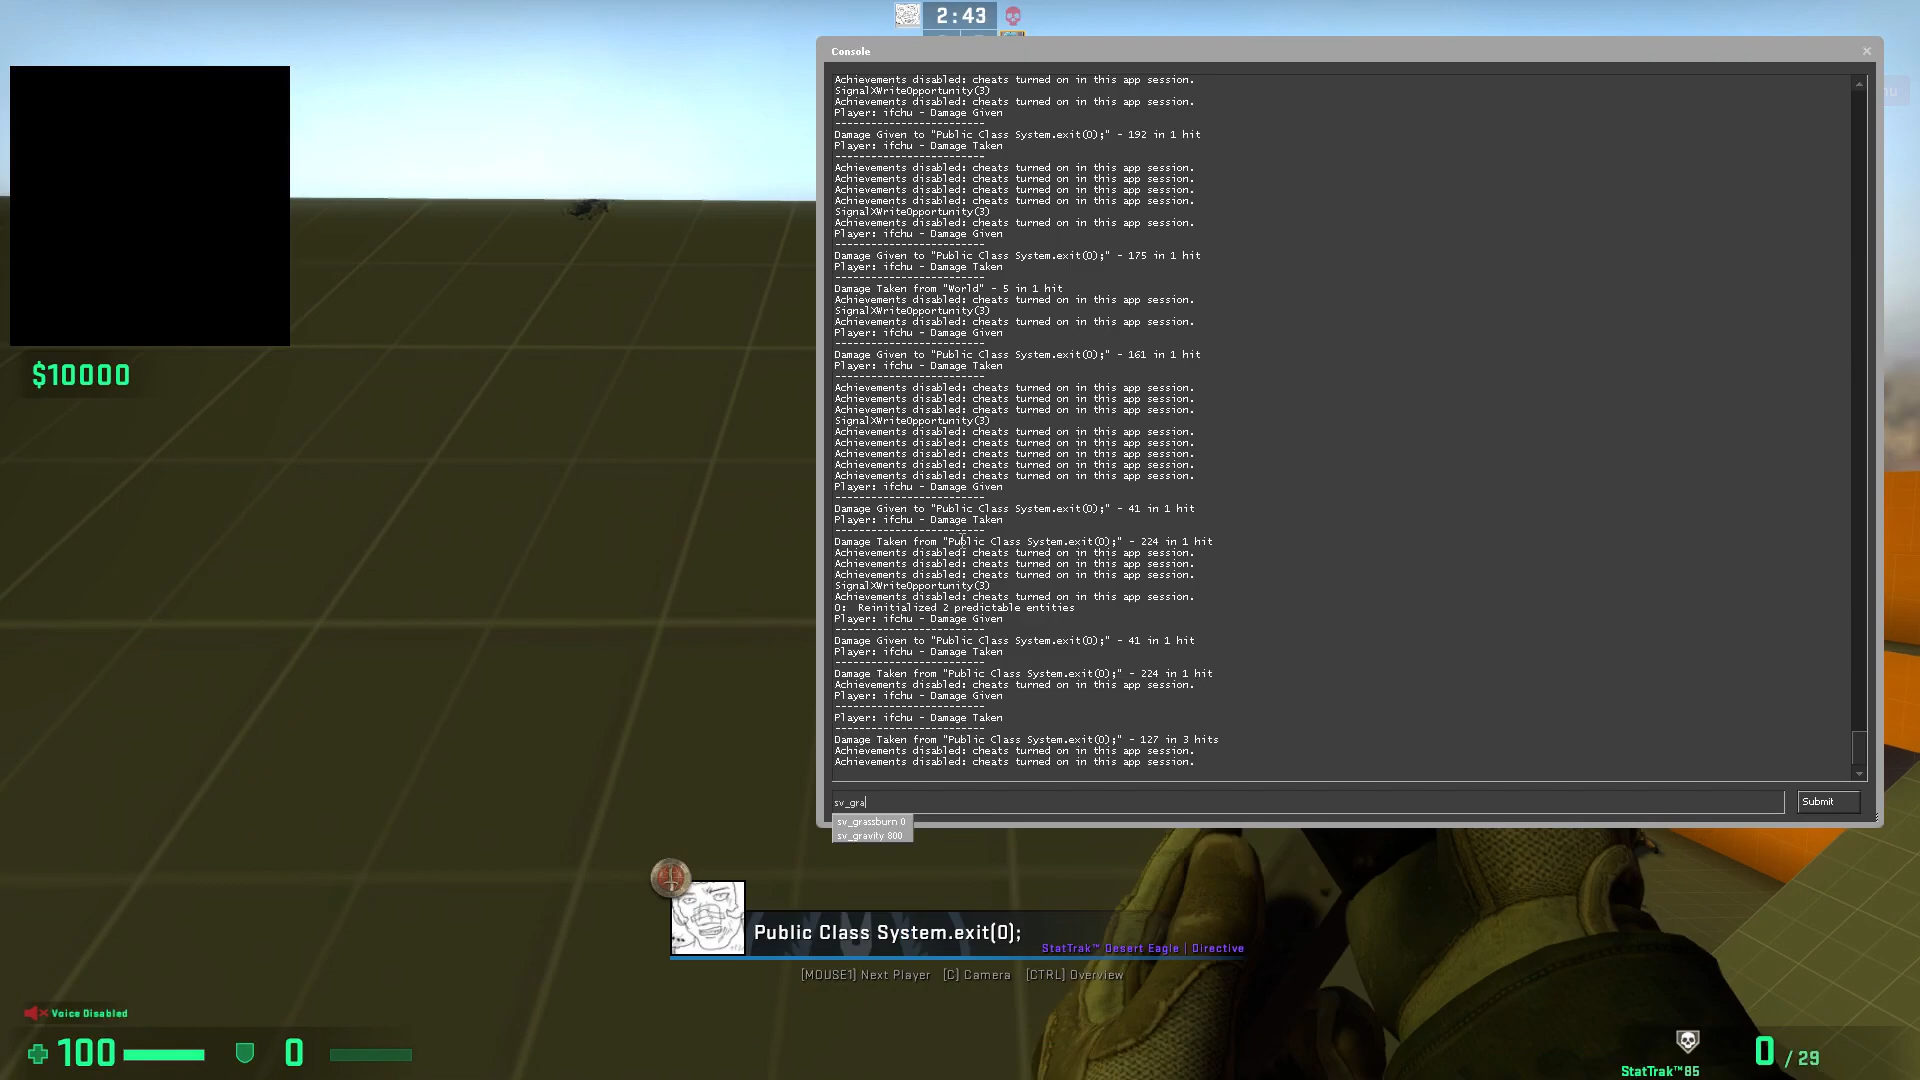 2:43
Console
Achievements disabled: cheats turned on in this app session.
SignalXWriteOpportunity(3)
Achievements disabled: cheats turned on in this app session.
Player: ifchu - Damage Given
-------------------------
Damage Given to "Public Class System.exit(0);" - 192 in 1 hit
Player: ifchu - Damage Taken
-------------------------
Achievements disabled: cheats turned on in this app session.
Achievements disabled: cheats turned on in this app session.
Achievements disabled: cheats turned on in this app session.
Achievements disabled: cheats turned on in this app session.
SignalXWriteOpportunity(3)
Achievements disabled: cheats turned on in this app session.
Player: ifchu - Damage Given
-------------------------
Damage Given to "Public Class System.exit(0);" - 175 in 1 hit
Player: ifchu - Damage Taken
-------------------------
Damage Taken from "World" - 5 in 1 hit
Achievements disabled: cheats turned on in this app session.
SignalXWriteOpportunity(3)
Achievements disabled: cheats turned on in this app session.
Player: ifchu - Damage Given
-------------------------
Damage Given to "Public Class System.exit(0);" - 161 in 1 hit
Player: ifchu - Damage Taken
-------------------------
Achievements disabled: cheats turned on in this app session.
Achievements disabled: cheats turned on in this app session.
Achievements disabled: cheats turned on in this app session.
SignalXWriteOpportunity(3)
Achievements disabled: cheats turned on in this app session.
Achievements disabled: cheats turned on in this app session.
Achievements disabled: cheats turned on in this app session.
Achievements disabled: cheats turned on in this app session.
Achievements disabled: cheats turned on in this app session.
Player: ifchu - Damage Given
-------------------------
Damage Given to "Public Class System.exit(0);" - 41 in 1 hit
Player: ifchu - Damage Taken
-------------------------
Damage Taken from "Public Class System.exit(0);" - 224 in 1 hit
Achievements disabled: cheats turned on in this app session.
Achievements disabled: cheats turned on in this app session.
Achievements disabled: cheats turned on in this app session.
SignalXWriteOpportunity(3)
Achievements disabled: cheats turned on in this app session.
0:  Reinitialized 2 predictable entities
Player: ifchu - Damage Given
-------------------------
Damage Given to "Public Class System.exit(0);" - 41 in 1 hit
Player: ifchu - Damage Taken
-------------------------
Damage Taken from "Public Class System.exit(0);" - 224 in 1 hit
Achievements disabled: cheats turned on in this app session.
Player: ifchu - Damage Given
-------------------------
Player: ifchu - Damage Taken
-------------------------
Damage Taken from "Public Class System.exit(0);" - 127 in 3 hits
Achievements disabled: cheats turned on in this app session.
Achievements disabled: cheats turned on in this app session.
sv_gra
Submit
sv_grassburn 0
sv_gravity 800
$10000
Public Class System.exit(0);
StatTrak™ Desert Eagle | Directive
[MOUSE1] Next Player [C] Camera [CTRL] Overview
Voice Disabled
100
0
0 / 29
StatTrak™85